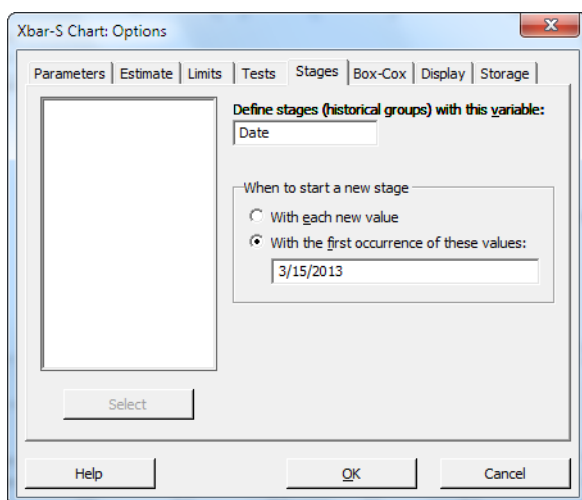 Xbar-S Chart: Options
x
Parameters Estimate Limits Tests Stages Box-Cox Display Storage
Define stages (historical groups) with this variable:
Date
When to start a new stage
With each new value
With the first occurrence of these values:
3/15/2013
Select
Help OK Cancel